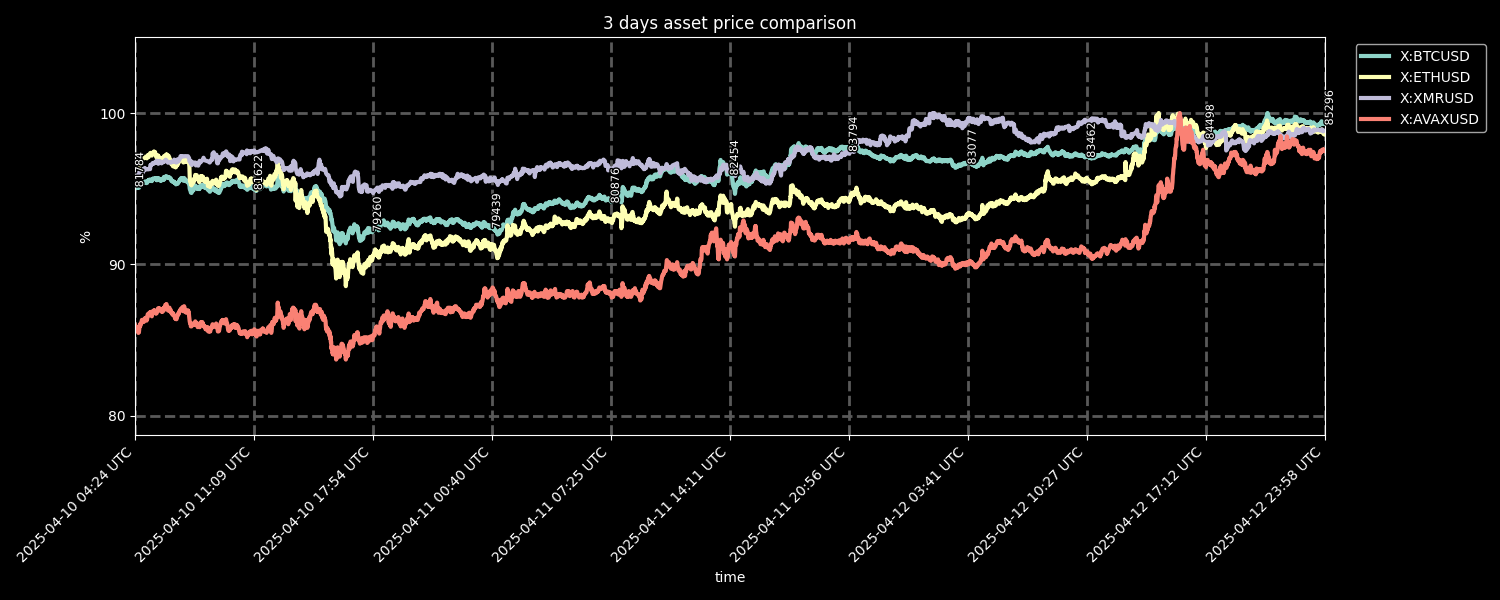 3 days asset price comparison
X:BTCUSD
X:ETHUSD
X:XMRUSD
X:AVAXUSD
100
90
80
%
81622
79260
79439
80876
82454
83794
83077
83462
84498
85296
2025-04-10 04:24 UTC
2025-04-10 11:09 UTC
2025-04-10 17:54 UTC
2025-04-11 00:40 UTC
2025-04-11 07:25 UTC
2025-04-11 14:11 UTC
2025-04-11 20:56 UTC
2025-04-12 03:41 UTC
2025-04-12 10:27 UTC
2025-04-12 17:12 UTC
2025-04-12 23:58 UTC
time